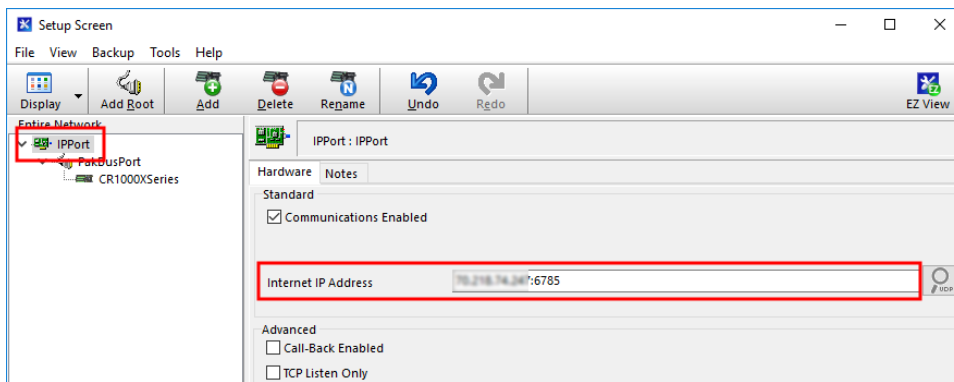 Setup Screen
File View Backup Tools Help
Display Add Root Add Delete Rename Undo Redo EZ View
Entire Network
IPPort
PakBusPort
CR1000XSeries
IPPort : IPPort
Hardware Notes
Standard
Communications Enabled
Internet IP Address :6785
UDP
Advanced
Call-Back Enabled
TCP Listen Only